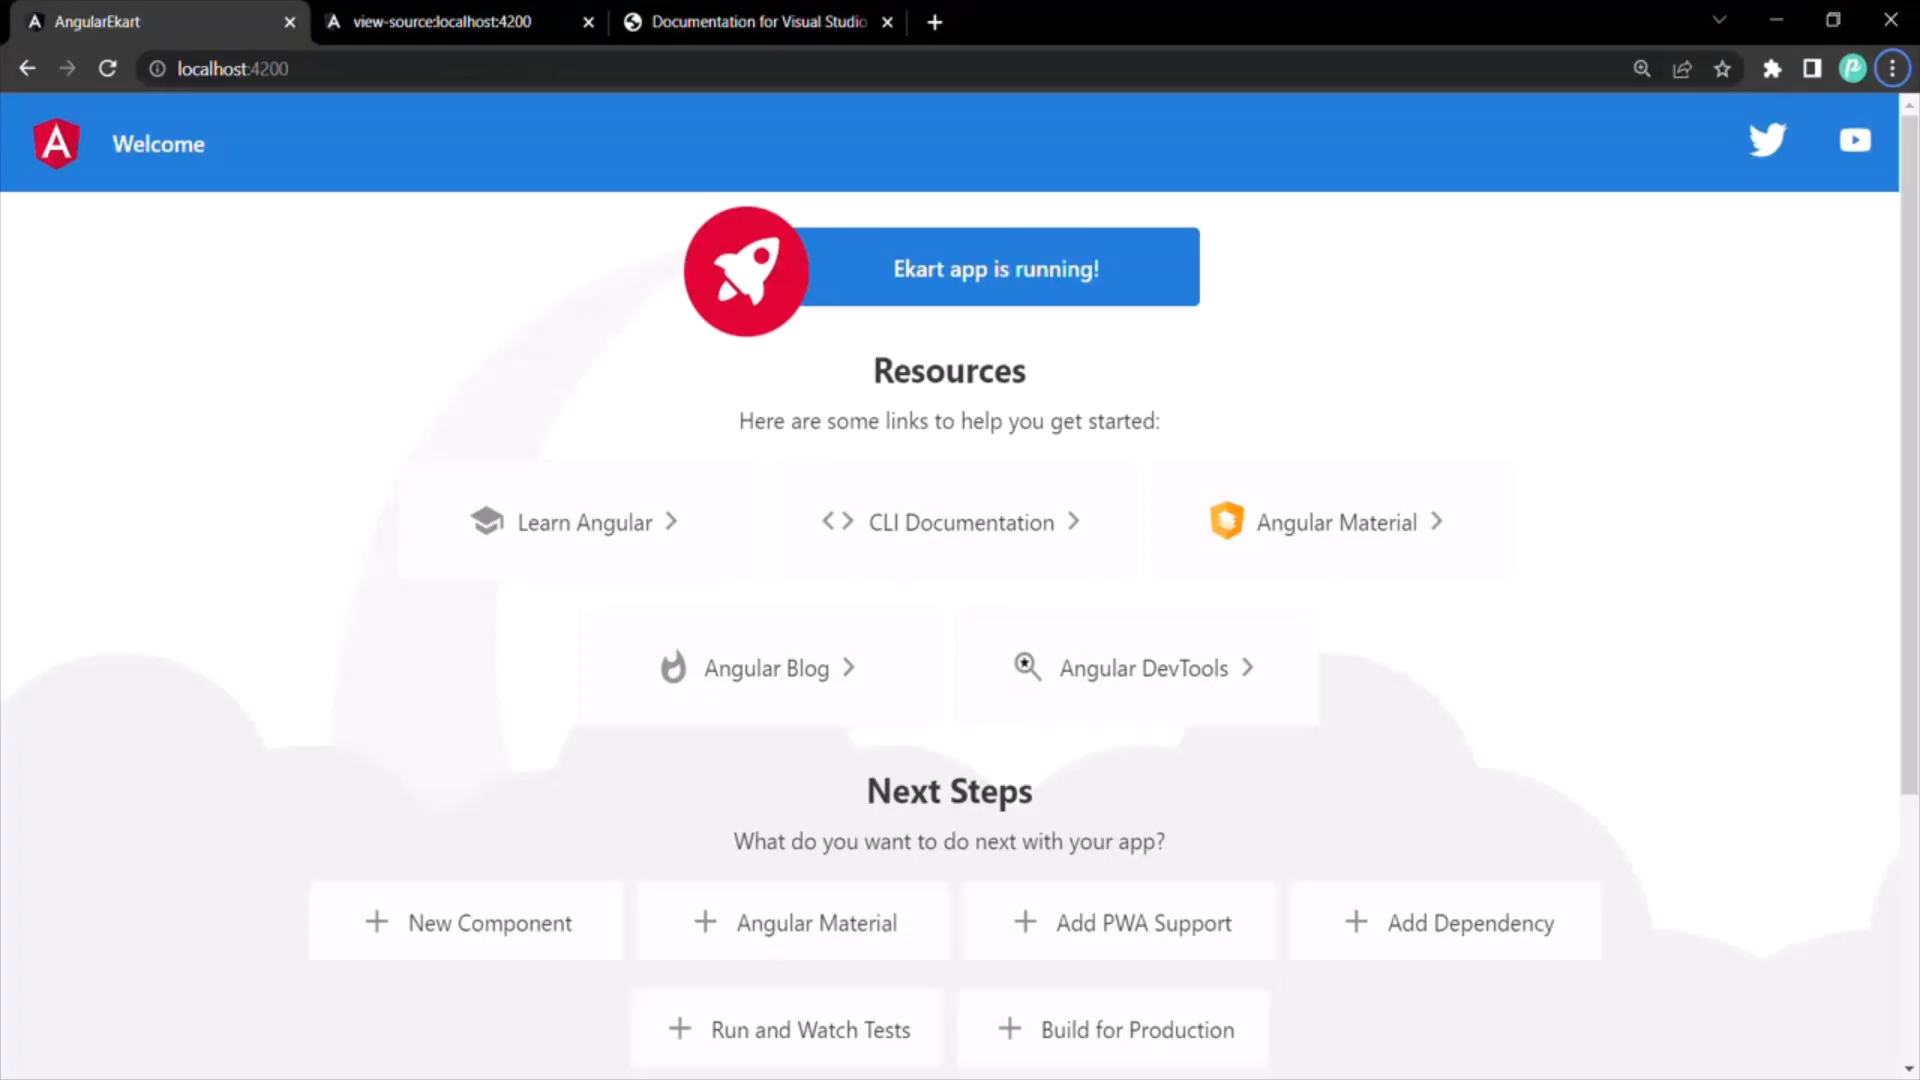 AngularEkart
view-source:localhost:4200
Documentation for Visual Studio
localhost:4200
Welcome
Ekart app is running!
Resources
Here are some links to help you get started:
Learn Angular
CLI Documentation
Angular Material
Angular Blog
Angular DevTools
Next Steps
What do you want to do next with your app?
New Component
Angular Material
Add PWA Support
Add Dependency
Run and Watch Tests
Build for Production